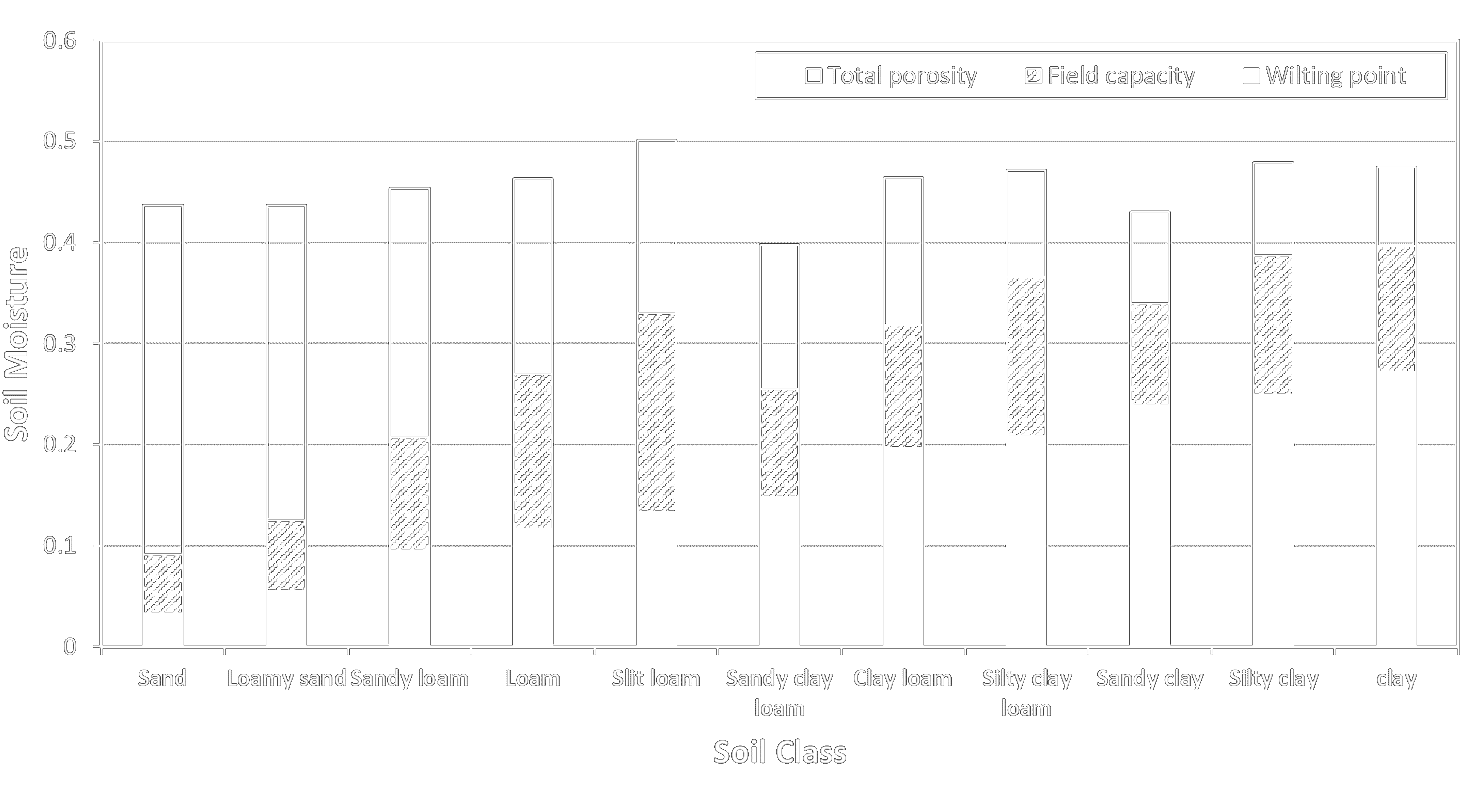 0.6
Total porosity Field capacity Wilting point
0.5
0.4
0.3
0.2
0.1
0
Soil Moisture
Sand Loamy sand Sandy loam Loam Slit loam Sandy clay loam Clay loam Silty clay loam Sandy clay Silty clay clay
Soil Class